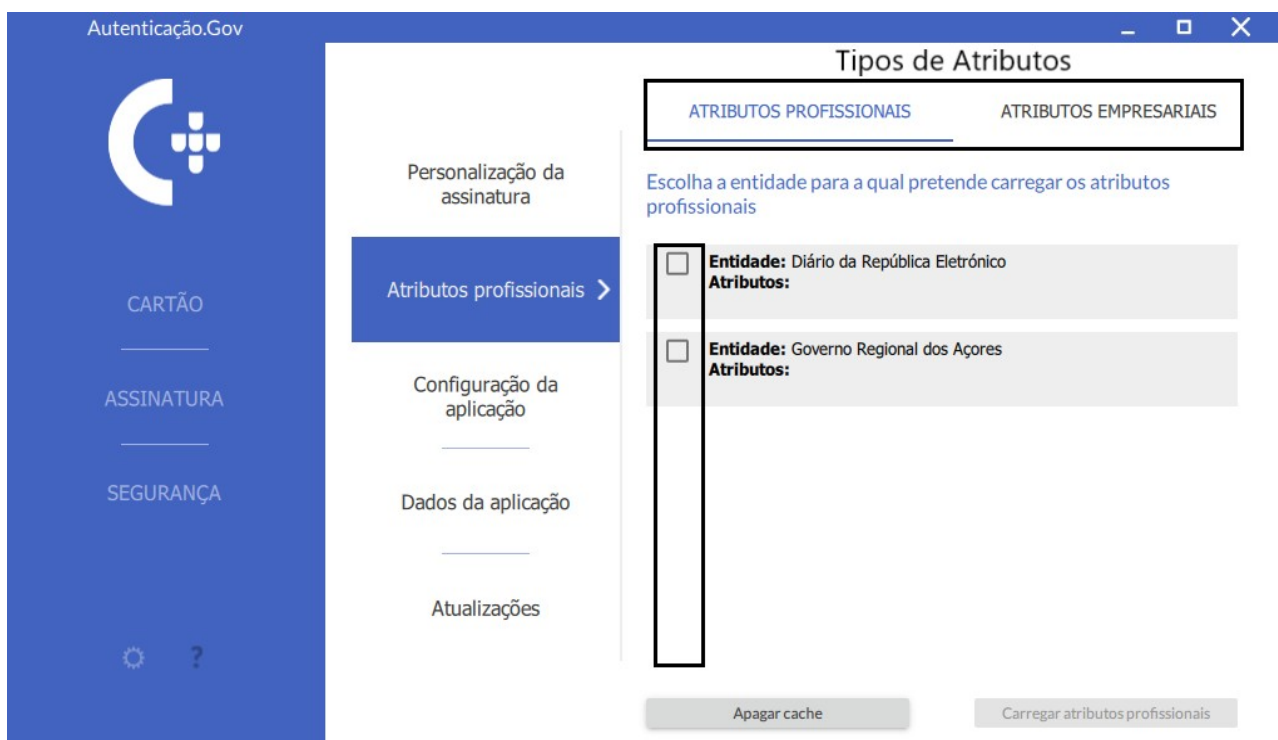 Autenticação.Gov
CARTÃO
ASSINATURA
SEGURANÇA
?
Personalização da
assinatura
Atributos profissionais
Configuração da
aplicação
Dados da aplicação
Atualizações
Tipos de Atributos
ATRIBUTOS PROFISSIONAIS
ATRIBUTOS EMPRESARIAIS
Escolha a entidade para a qual pretende carregar os atributos
profissionais
Entidade: Diário da República Eletrónico
Atributos:
Entidade: Governo Regional dos Açores
Atributos:
Apagar cache
Carregar atributos profissionais